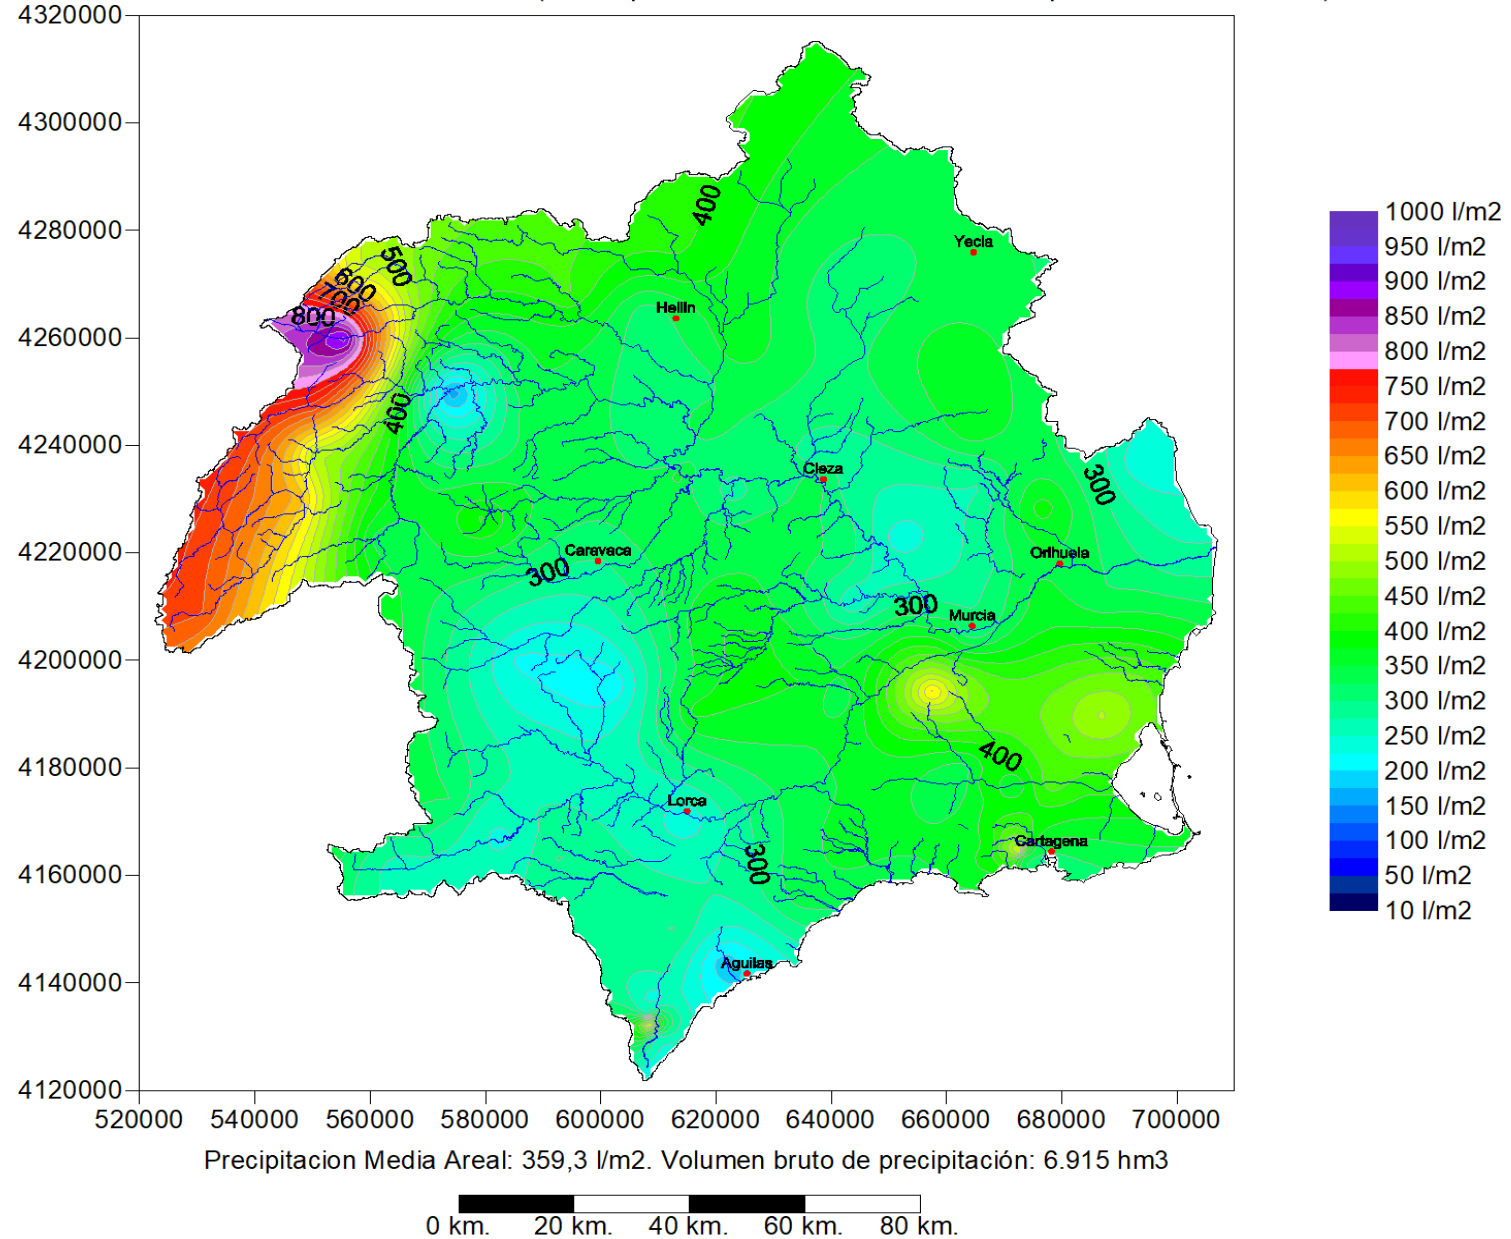 4320000
4300000
4280000
4260000
4240000
4220000
4200000
4180000
4160000
4140000
4120000
520000 540000 560000 580000 600000 620000 640000 660000 680000 700000
400
500
600
700
800
400
300
300
300
400
300
Yecla
Hellin
Cieza
Caravaca
Orihuela
Murcia
Lorca
Cartagena
Aguilas
1000 l/m2
950 l/m2
900 l/m2
850 l/m2
800 l/m2
750 l/m2
700 l/m2
650 l/m2
600 l/m2
550 l/m2
500 l/m2
450 l/m2
400 l/m2
350 l/m2
300 l/m2
250 l/m2
200 l/m2
150 l/m2
100 l/m2
50 l/m2
10 l/m2
Precipitacion Media Areal: 359,3 l/m2. Volumen bruto de precipitación: 6.915 hm3
0 km. 20 km. 40 km. 60 km. 80 km.